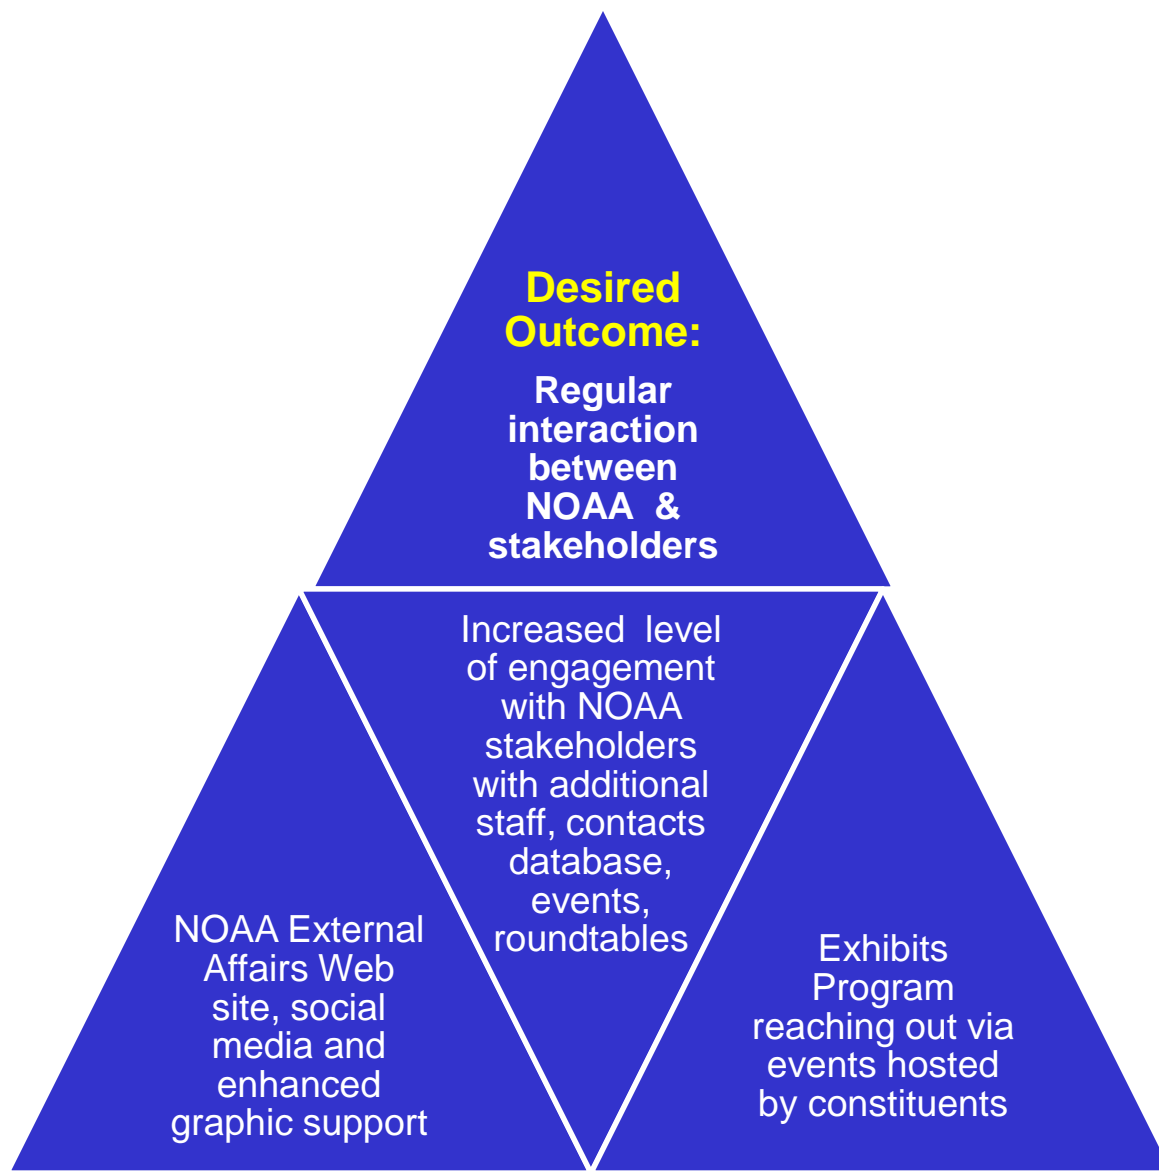 Desired
Outcome:
Regular
interaction
between
NOAA &
stakeholders
Increased level
of engagement
with NOAA
stakeholders
with additional
staff, contacts
database,
events,
roundtables
NOAA External
Affairs Web
site, social
media and
enhanced
graphic support
Exhibits
Program
reaching out via
events hosted
by constituents